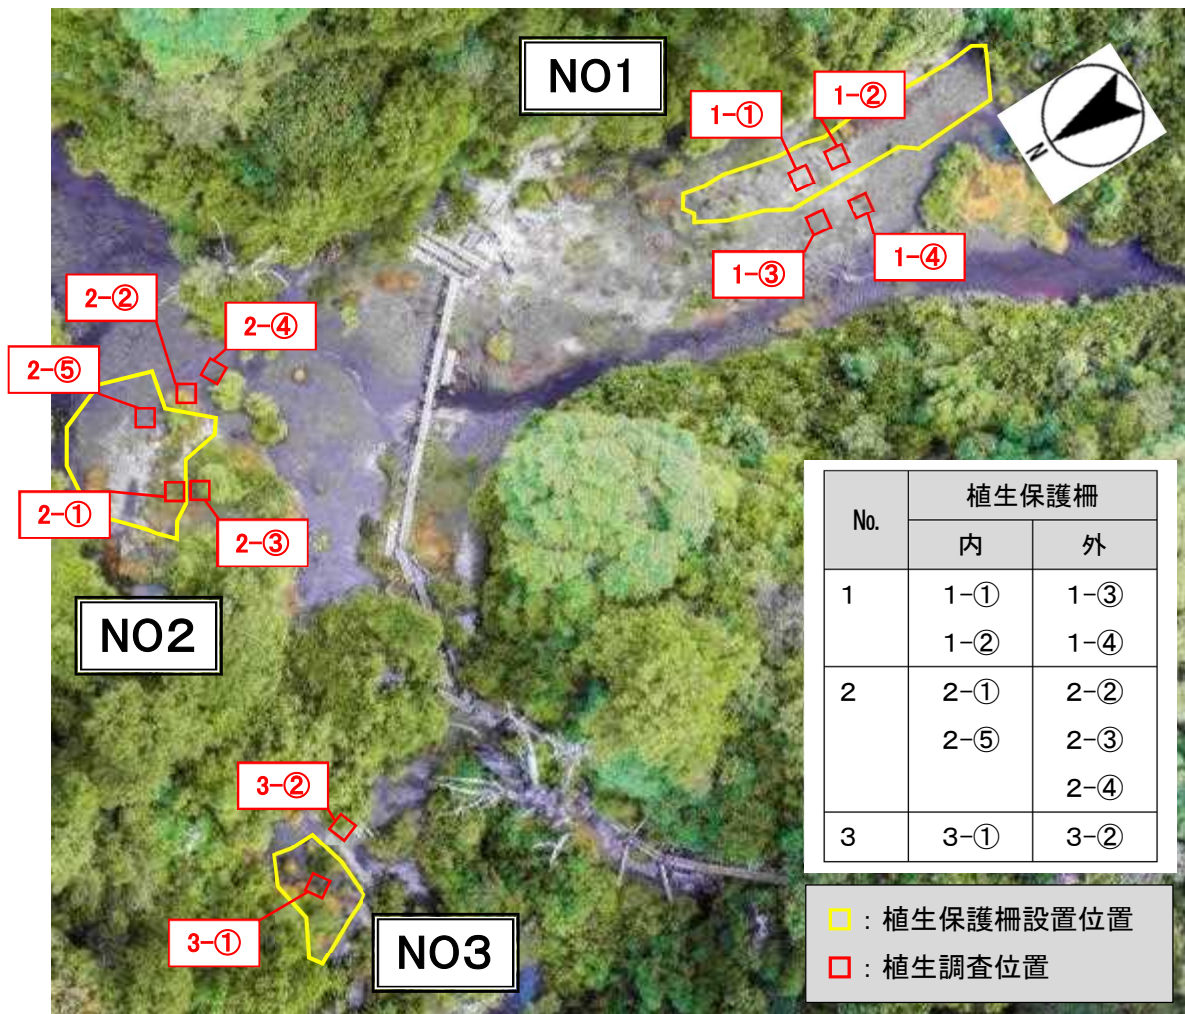 NO1
1-①
1-②
N
1-③
1-④
2-②
2-④
2-⑤
2-①
2-③
NO2
3-②
3-①
NO3
No. 植生保護柵
内 外
1 1-① 1-③
1-② 1-④
2 2-① 2-②
2-⑤ 2-③
2-④
3 3-① 3-②
：植生保護柵設置位置
：植生調査位置